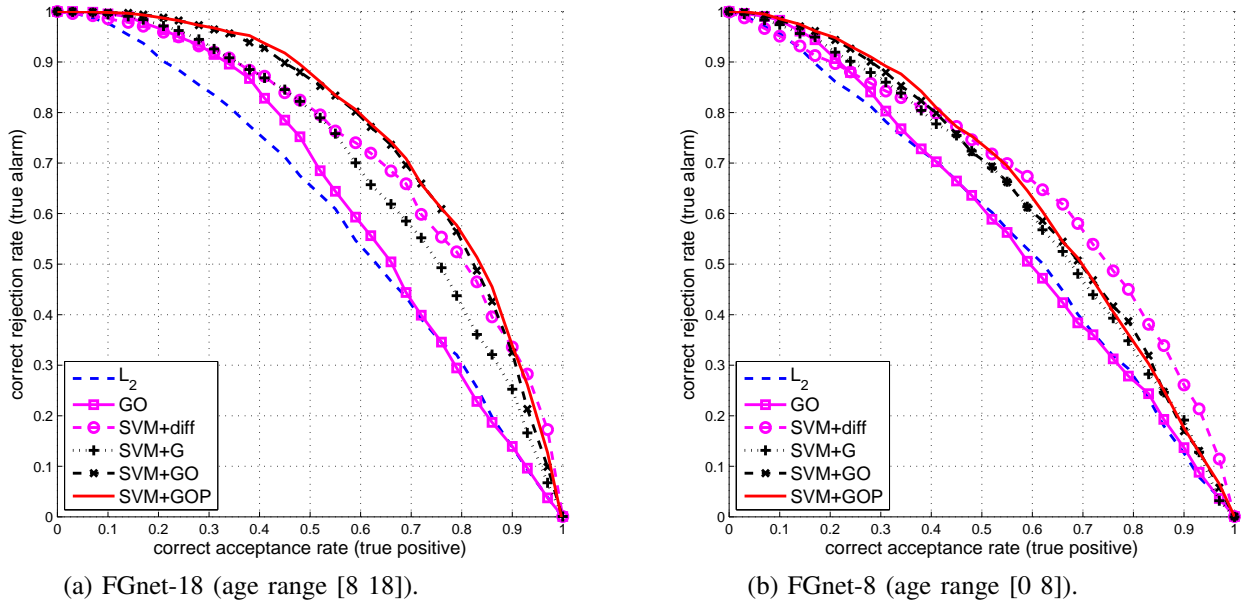 1
0.9
0.8
0.7
0.6
0.5
0.4
0.3
0.2
0.1
0
correct rejection rate (true alarm)
L2
GO
SVM+diff
SVM+G
SVM+GO
SVM+GOP
0 0.1 0.2 0.3 0.4 0.5 0.6 0.7 0.8 0.9 1
correct acceptance rate (true positive)
(a) FGnet-18 (age range [8 18]).
1
0.9
0.8
0.7
0.6
0.5
0.4
0.3
0.2
0.1
0
correct rejection rate (true alarm)
L2
GO
SVM+diff
SVM+G
SVM+GO
SVM+GOP
0 0.1 0.2 0.3 0.4 0.5 0.6 0.7 0.8 0.9 1
correct acceptance rate (true positive)
(b) FGnet-8 (age range [0 8]).